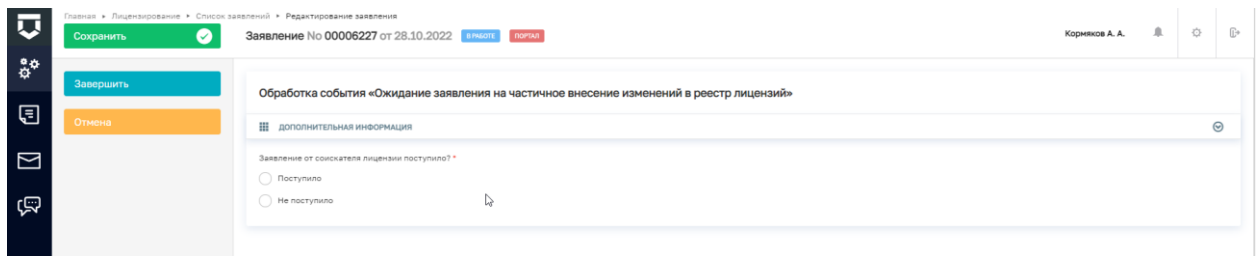 Главная • Лицензирование • Список заявлений • Редактирование заявления
Сохранить
Заявление No 00006227 от 28.10.2022 В РАБОТЕ ПОРТАЛ
Кормяков А. А.
Завершить
Отмена
Обработка события «Ожидание заявления на частичное внесение изменений в реестр лицензий»
ДОПОЛНИТЕЛЬНАЯ ИНФОРМАЦИЯ
Заявление от соискателя лицензии поступило? *
Поступило
Не поступило